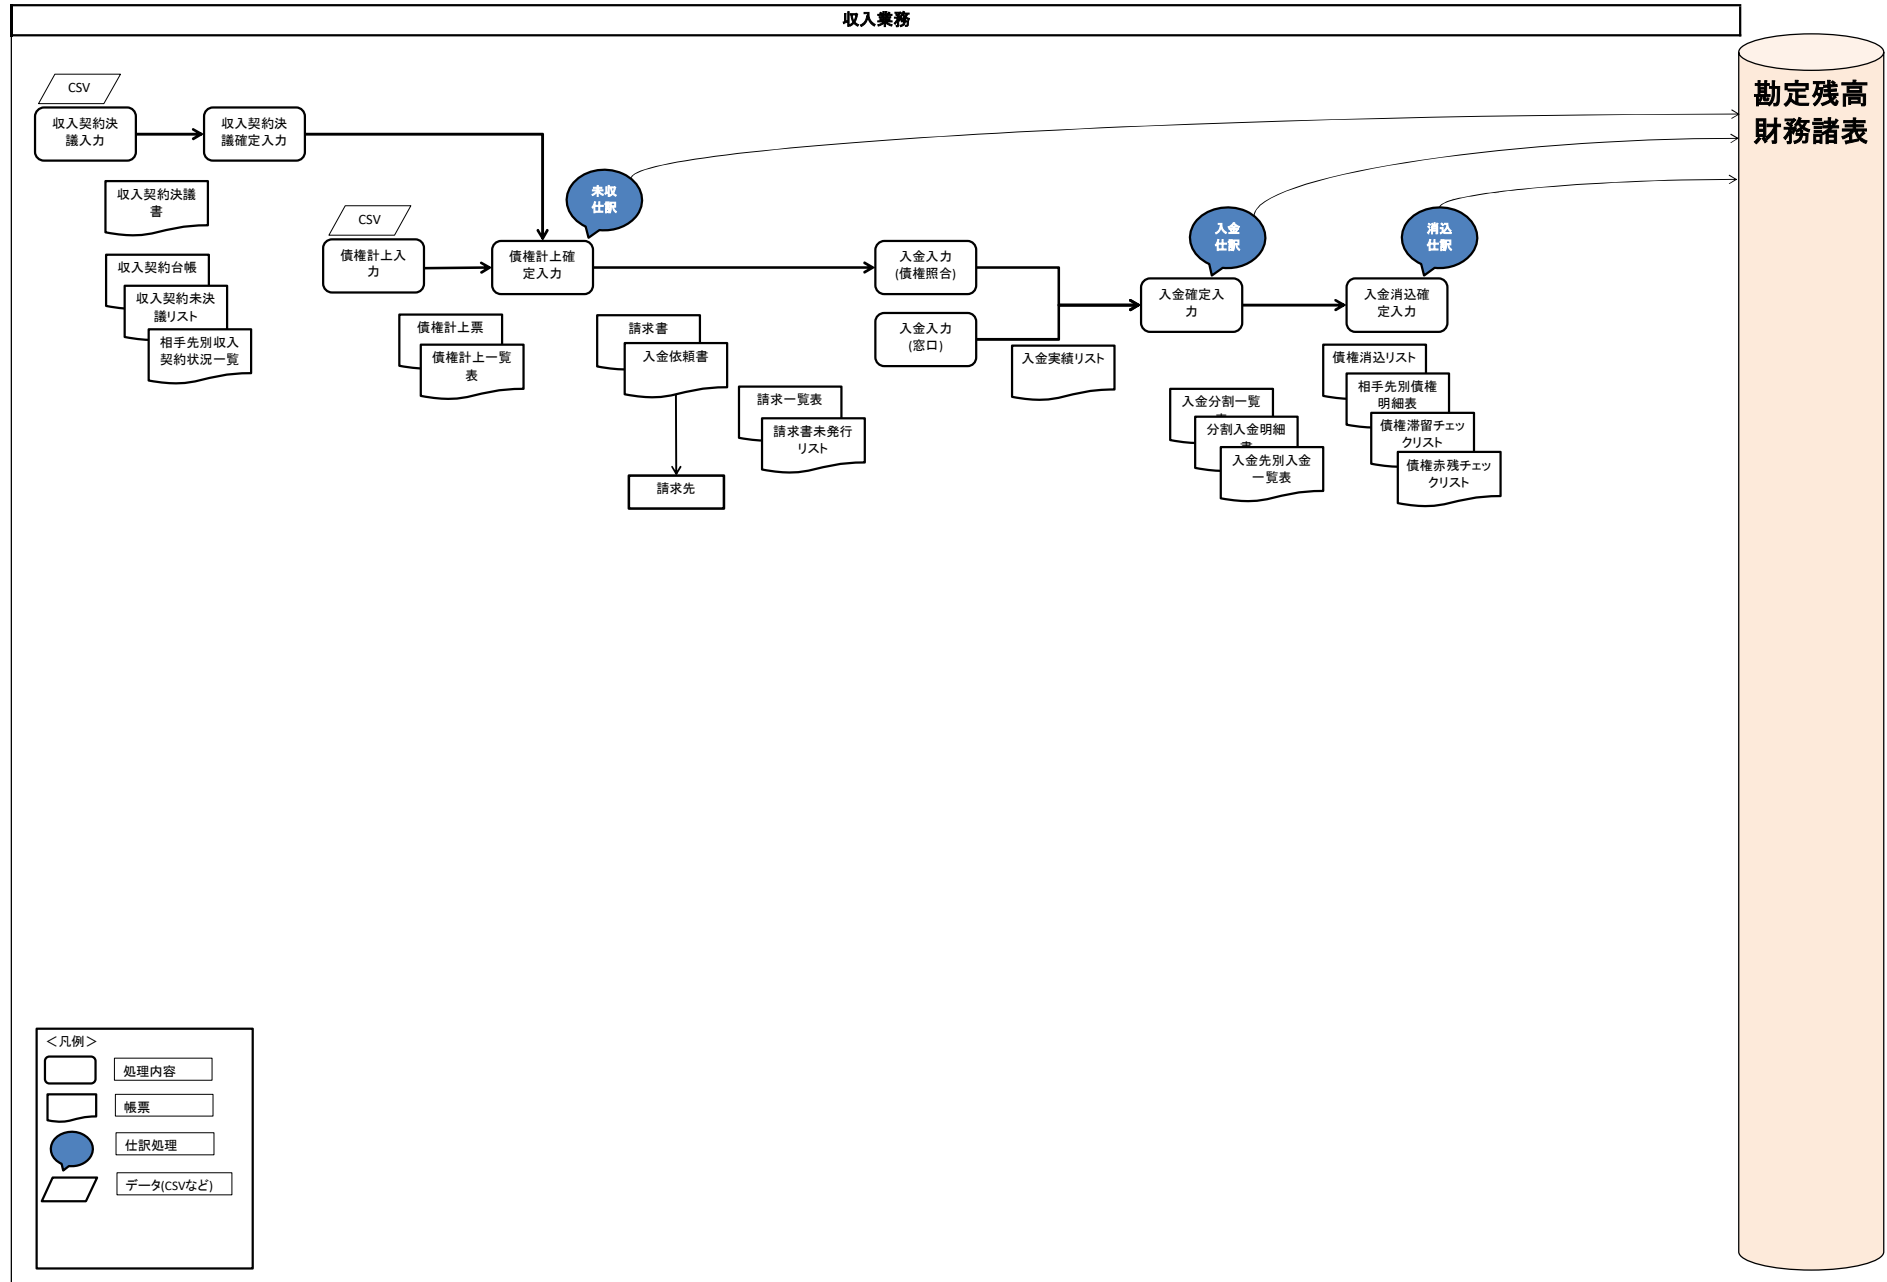 収入業務
勘定残高
財務諸表
CSV
収入契約決
議入力
収入契約決
議確定入力
収入契約決議
書
収入契約台帳
収入契約未決
議リスト
相手先別収入
契約状況一覧
CSV
債権計上入
力
債権計上確
定入力
未収
仕訳
債権計上票
債権計上一覧
表
請求書
入金依頼書
請求先
請求一覧表
請求書未発行
リスト
入金入力
(債権照合)
入金入力
(窓口)
入金実績リスト
入金確定入
力
入金
仕訳
入金分割一覧
分割入金明細
入金先別入金
一覧表
入金消込確
定入力
消込
仕訳
債権消込リスト
相手先別債権
明細表
債権滞留チェッ
クリスト
債権赤残チェッ
クリスト
＜凡例＞
処理内容
帳票
仕訳処理
データ(CSVなど)